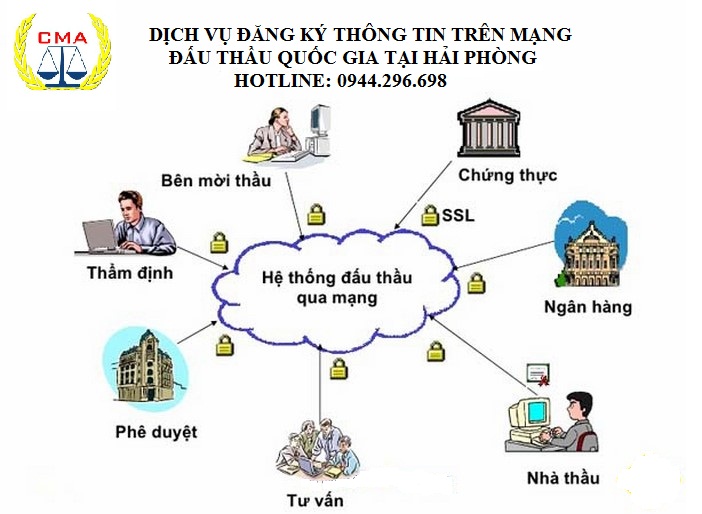 CMA
DỊCH VỤ ĐĂNG KÝ THÔNG TIN TRÊN MẠNG
ĐẤU THẦU QUỐC GIA TẠI HẢI PHÒNG
HOTLINE: 0944.296.698
Bên mời thầu
Chứng thực
SSL
Thẩm định
Hệ thống đấu thầu
qua mạng
Ngân hàng
Phê duyệt
Tư vấn
Nhà thầu